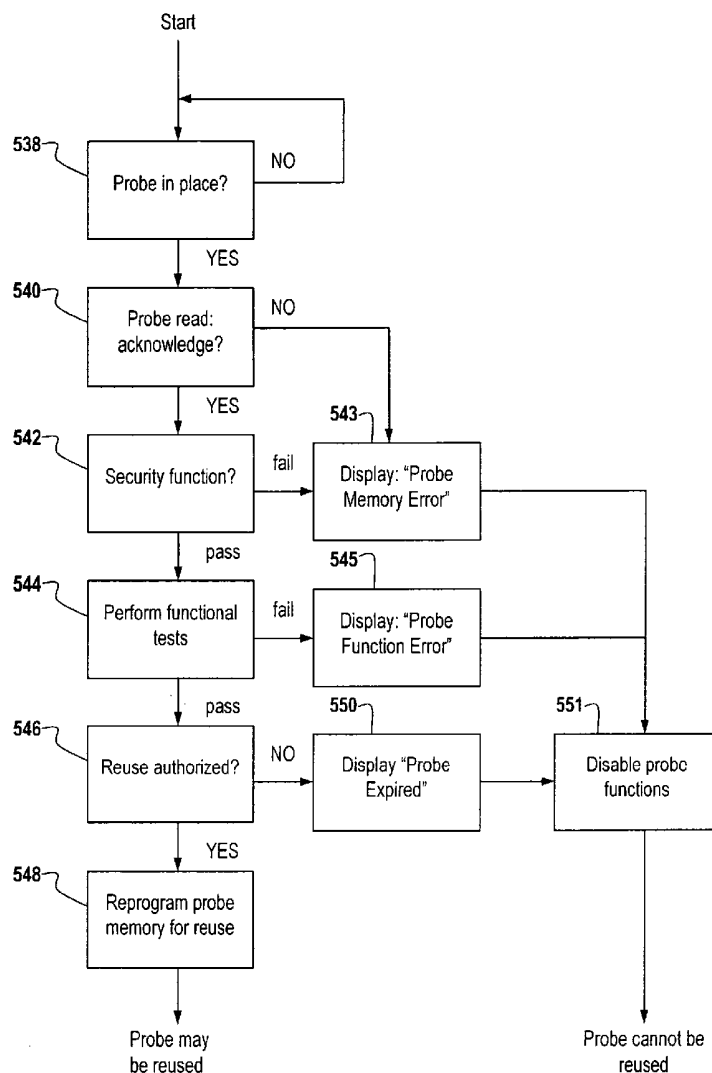 Start
538
Probe in place?
NO
YES
540
Probe read:
acknowledge?
NO
YES
542
Security function?
fail
543
Display: "Probe
Memory Error"
pass
544
Perform functional
tests
fail
545
Display: "Probe
Function Error"
pass
546
Reuse authorized?
NO
550
Display "Probe
Expired"
551
Disable probe
functions
YES
548
Reprogram probe
memory for reuse
Probe may
be reused
Probe cannot be
reused